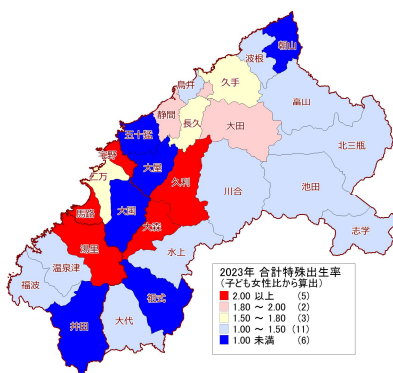 朝山
波根
鳥井
久手
富山
静間
長久
大田
五十猛
北三瓶
宅野
大屋
久利
仁万
池田
大国
川合
馬路
大森
志学
湯里
水上
温泉津
福波
祖式
井田
大代
2023年 合計特殊出生率
(子ども女性比から算出)
2.00 以上 (5)
1.80 ~ 2.00 (2)
1.50 ~ 1.80 (3)
1.00 ~ 1.50 (11)
1.00 未満 (6)